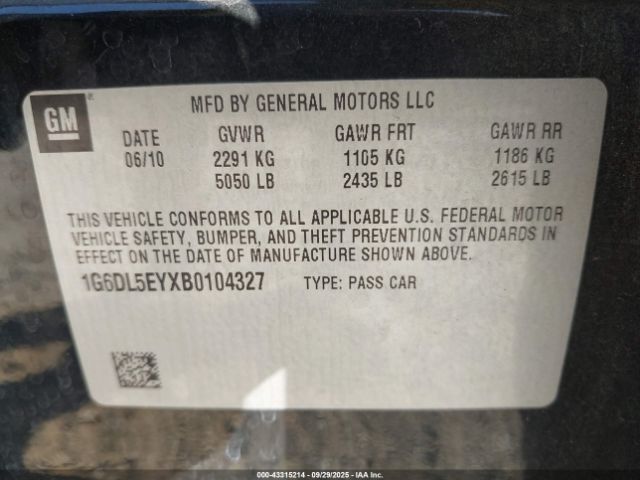 GM®
MFD BY GENERAL MOTORS LLC
DATE GVWR GAWR FRT GAWR RR
06/10 2291 KG 1105 KG 1186 KG
5050 LB 2435 LB 2615 LB
THIS VEHICLE CONFORMS TO ALL APPLICABLE U.S. FEDERAL MOTOR
VEHICLE SAFETY, BUMPER, AND THEFT PREVENTION STANDARDS IN
EFFECT ON THE DATE OF MANUFACTURE SHOWN ABOVE.
1G6DL5EYXB0104327 TYPE: PASS CAR
000-43315214 - 09/29/2025 - IAA Inc.